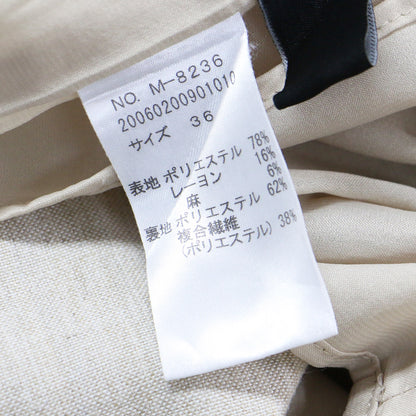 NO. M-8236
20060200901010
サイズ 36
表地 ポリエステル 78%
レーヨン 16%
麻 6%
裏地 ポリエステル 62%
複合繊維 38%
(ポリエステル)